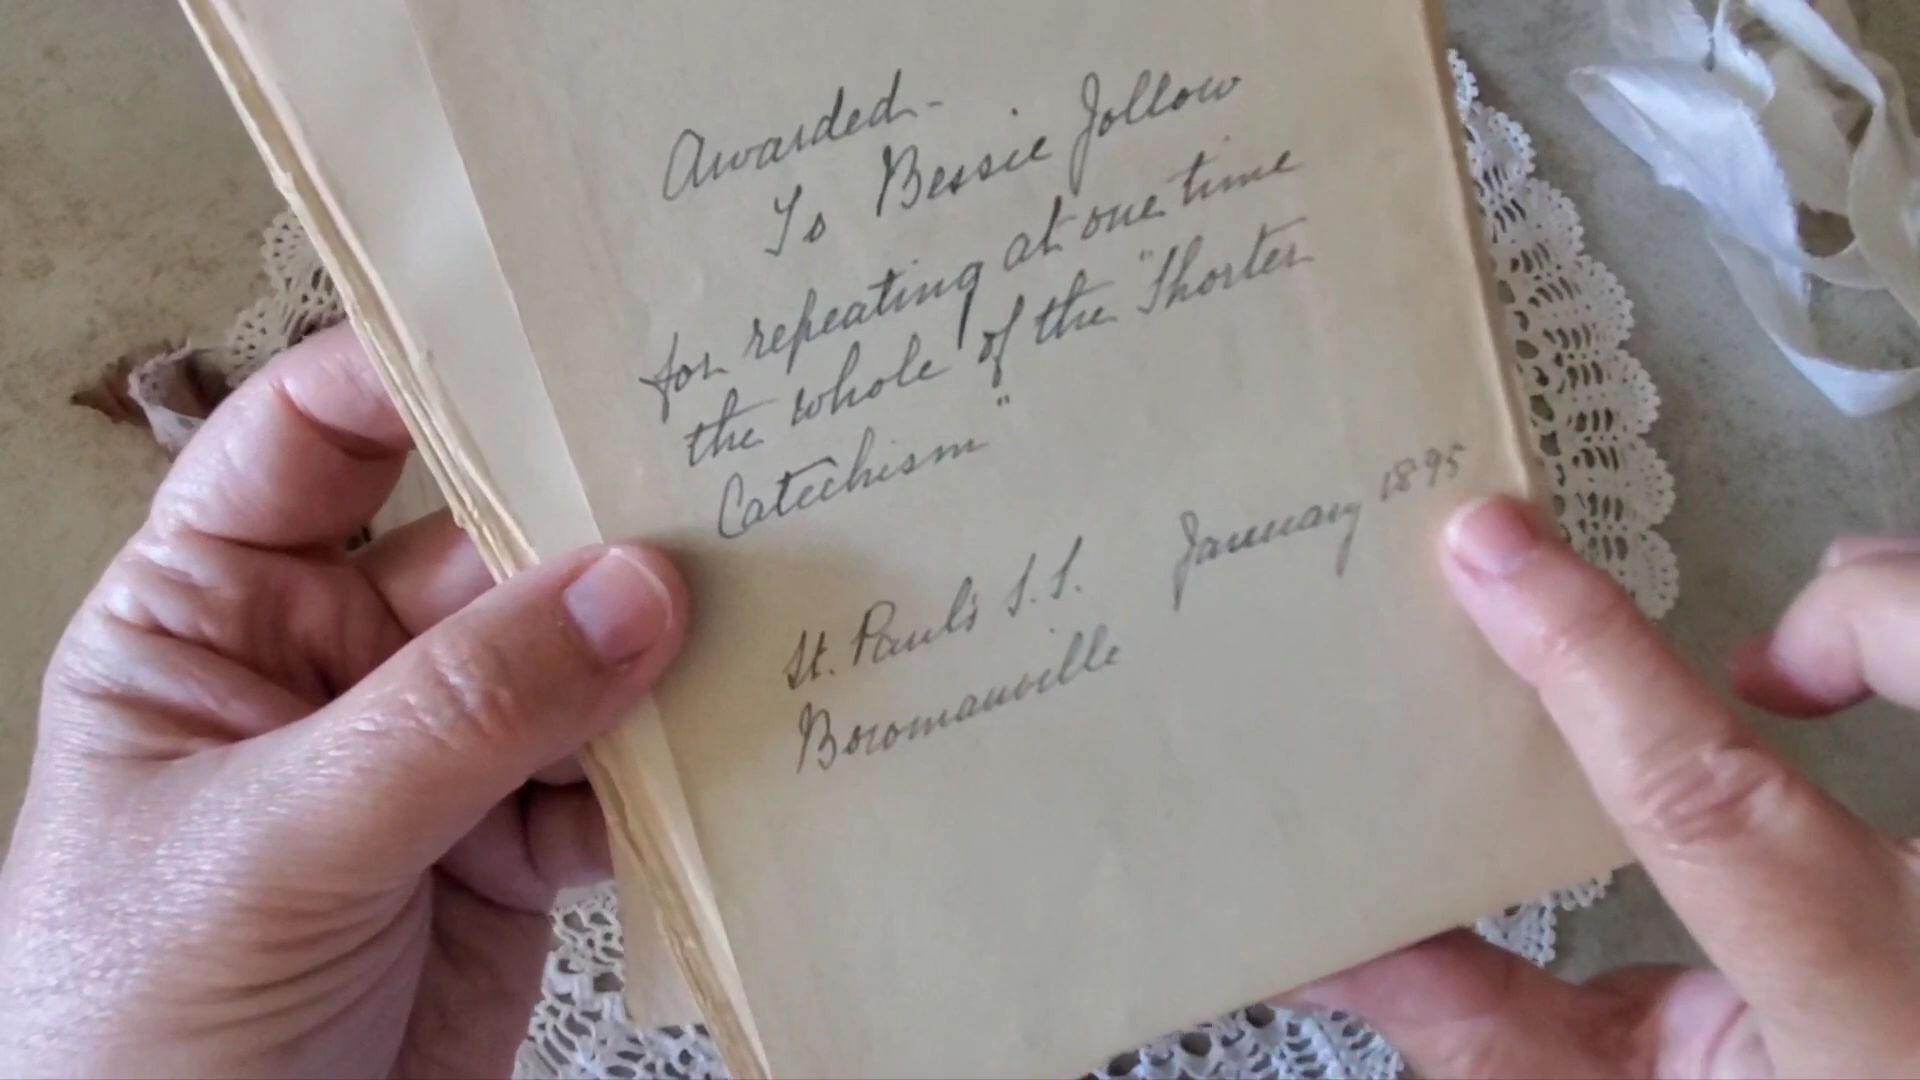 Awarded-
To Bessie Jollow
for repeating at one time
the whole of the "Shorter
Catechism"
St. Paul's S.S. January 1895
Bowmanville